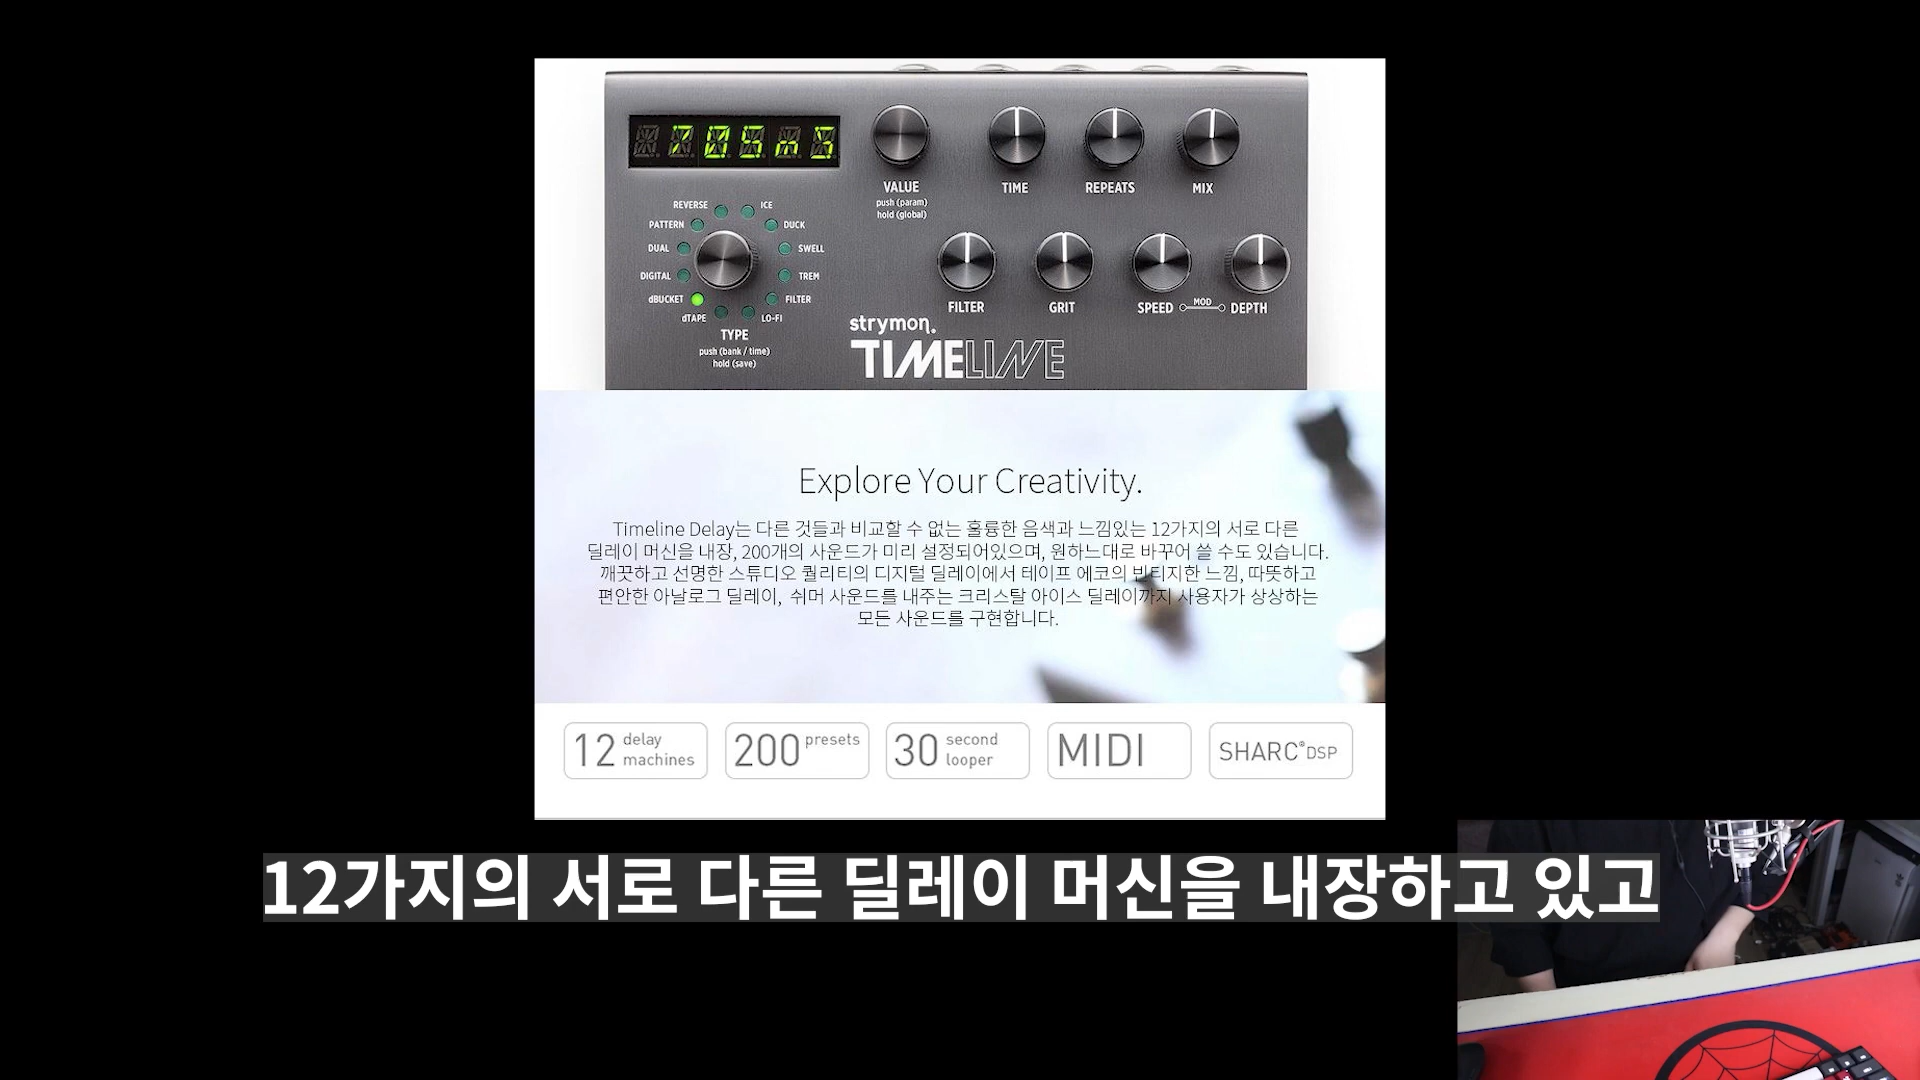 705mS
VALUE
push (param)
hold (global)
TIME
REPEATS
MIX
REVERSE
ICE
PATTERN
DUCK
DUAL
SWELL
DIGITAL
TREM
dBUCKET
FILTER
dTAPE
LO-FI
TYPE
push (bank / time)
hold (save)
FILTER
GRIT
SPEED
MOD
DEPTH
strymon.
TIMELINE
Explore Your Creativity.
Timeline Delay는 다른 것들과 비교할 수 없는 훌륭한 음색과 느낌있는 12가지의 서로 다른
딜레이 머신을 내장, 200개의 사운드가 미리 설정되어있으며, 원하느대로 바꾸어 쓸 수도 있습니다.
깨끗하고 선명한 스튜디오 퀄리티의 디지털 딜레이에서 테이프 에코의 빈티지한 느낌, 따뜻하고
편안한 아날로그 딜레이, 쉬머 사운드를 내주는 크리스탈 아이스 딜레이까지 사용자가 상상하는
모든 사운드를 구현합니다.
12 delay machines
200 presets
30 second looper
MIDI
SHARC® DSP
12가지의 서로 다른 딜레이 머신을 내장하고 있고